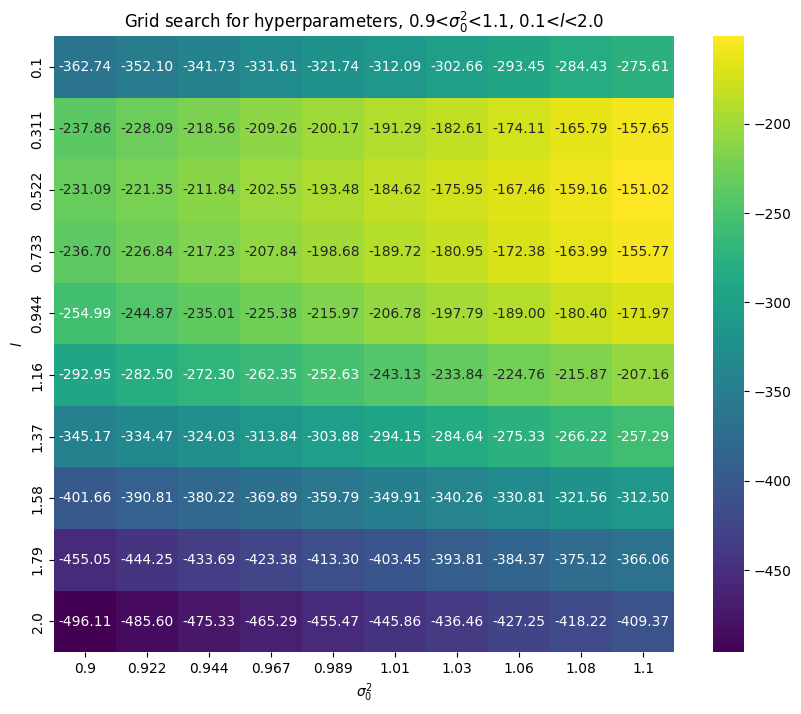 Grid search for hyperparameters, 0.9<σ₀²<1.1, 0.1<l<2.0
0.1 -362.74 -352.10 -341.73 -331.61 -321.74 -312.09 -302.66 -293.45 -284.43 -275.61
0.311 -237.86 -228.09 -218.56 -209.26 -200.17 -191.29 -182.61 -174.11 -165.79 -157.65
0.522 -231.09 -221.35 -211.84 -202.55 -193.48 -184.62 -175.95 -167.46 -159.16 -151.02
0.733 -236.70 -226.84 -217.23 -207.84 -198.68 -189.72 -180.95 -172.38 -163.99 -155.77
0.944 -254.99 -244.87 -235.01 -225.38 -215.97 -206.78 -197.79 -189.00 -180.40 -171.97
1.16 -292.95 -282.50 -272.30 -262.35 -252.63 -243.13 -233.84 -224.76 -215.87 -207.16
1.37 -345.17 -334.47 -324.03 -313.84 -303.88 -294.15 -284.64 -275.33 -266.22 -257.29
1.58 -401.66 -390.81 -380.22 -369.89 -359.79 -349.91 -340.26 -330.81 -321.56 -312.50
1.79 -455.05 -444.25 -433.69 -423.38 -413.30 -403.45 -393.81 -384.37 -375.12 -366.06
2.0 -496.11 -485.60 -475.33 -465.29 -455.47 -445.86 -436.46 -427.25 -418.22 -409.37
0.9 0.922 0.944 0.967 0.989 1.01 1.03 1.06 1.08 1.1
σ₀²
l
−200
−250
−300
−350
−400
−450